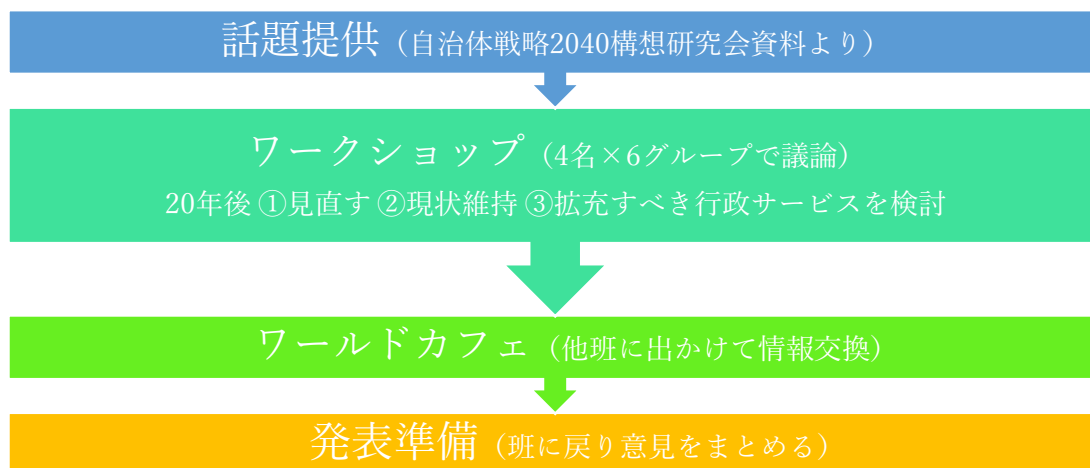 話題提供（自治体戦略2040構想研究会資料より）
ワークショップ（4名×6グループで議論）
20年後 ①見直す ②現状維持 ③拡充すべき行政サービスを検討
ワールドカフェ（他班に出かけて情報交換）
発表準備（班に戻り意見をまとめる）